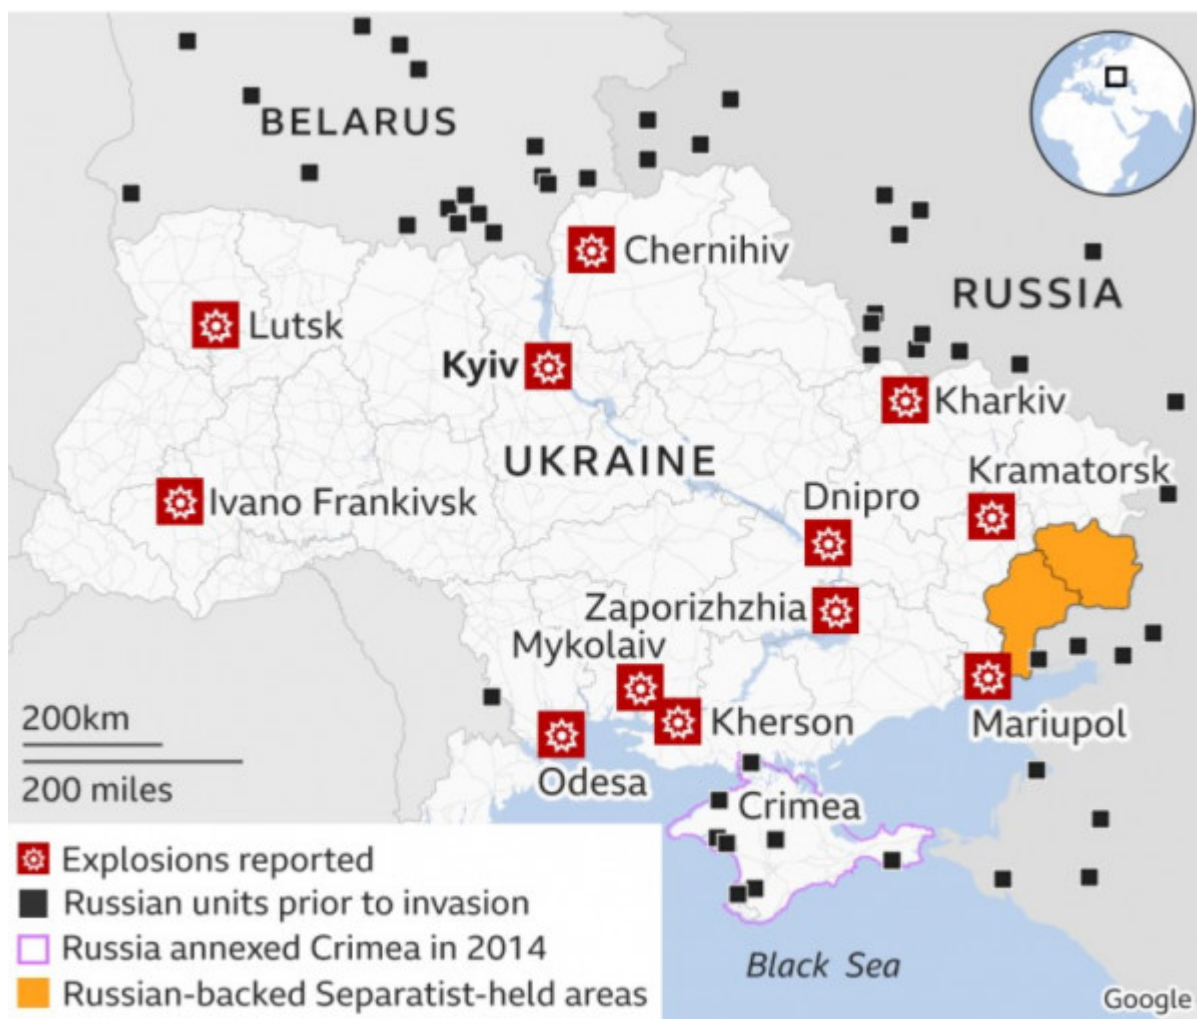 BELARUS
Chernihiv
RUSSIA
Lutsk
Kyiv
Kharkiv
UKRAINE
Kramatorsk
Ivano Frankivsk
Dnipro
Zaporizhzhia
Mykolaiv
Kherson
Mariupol
200km
200 miles
Odesa
Crimea
Explosions reported
Russian units prior to invasion
Russia annexed Crimea in 2014
Russian-backed Separatist-held areas
Black Sea
Google